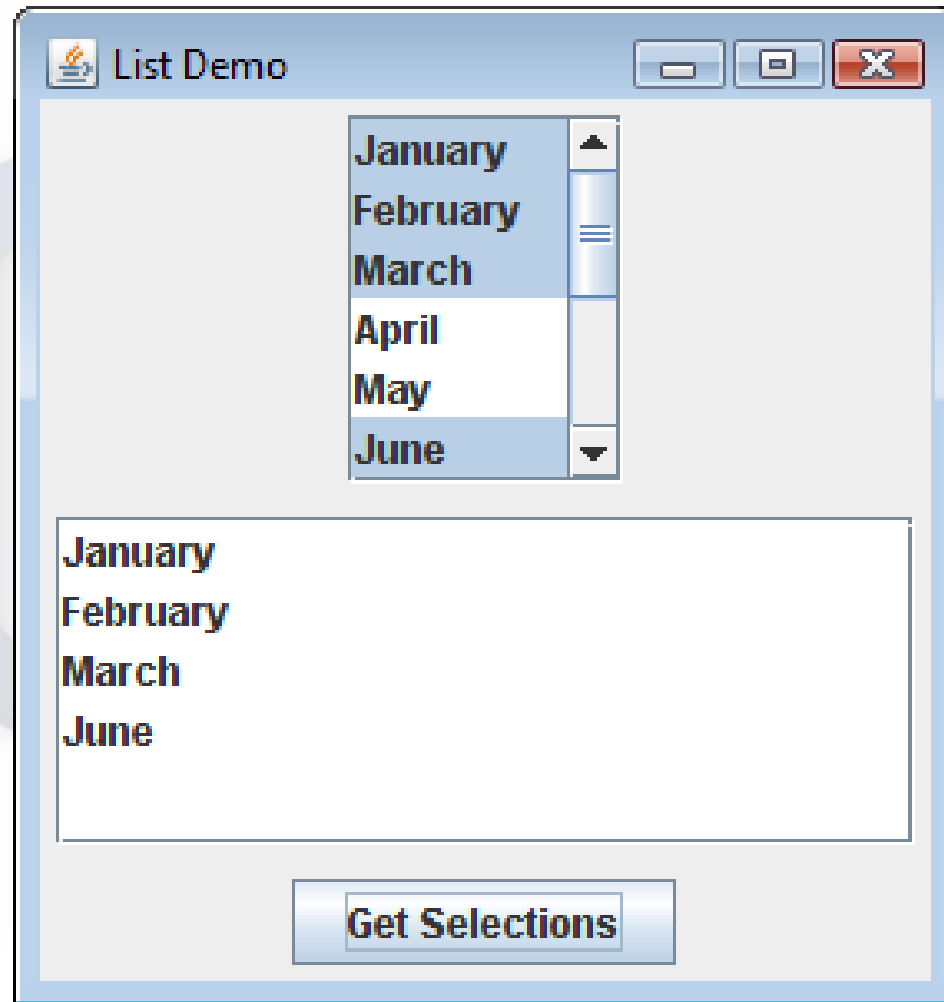 List Demo
January
February
March
April
May
June
January
February
March
June
Get Selections